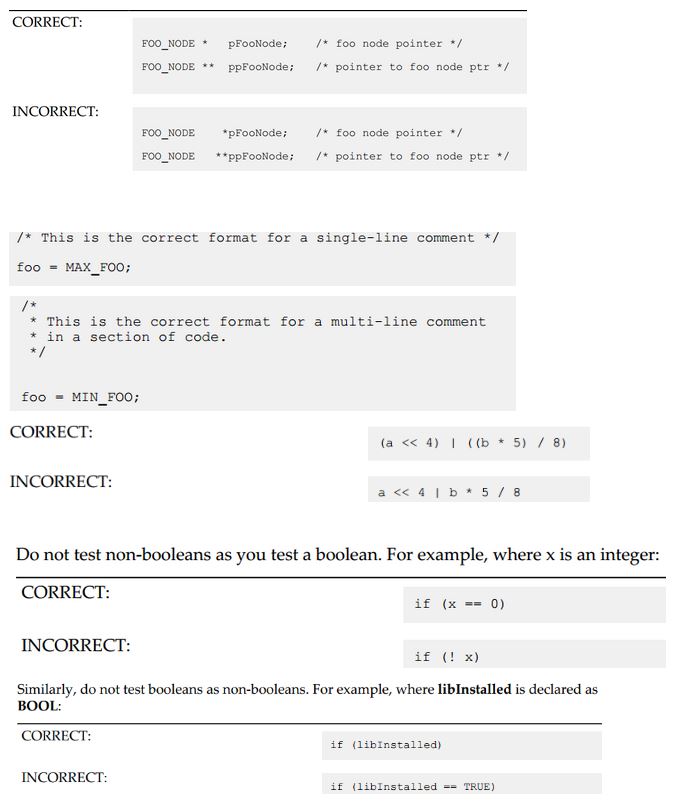 CORRECT:
FOO_NODE * pFooNode; /* foo node pointer */
FOO_NODE ** ppFooNode; /* pointer to foo node ptr */
INCORRECT:
FOO_NODE *pFooNode; /* foo node pointer */
FOO_NODE **ppFooNode; /* pointer to foo node ptr */
/* This is the correct format for a single-line comment */
foo = MAX_FOO;
/*
* This is the correct format for a multi-line comment
* in a section of code.
*/
foo = MIN_FOO;
CORRECT:
(a << 4) | ((b * 5) / 8)
INCORRECT:
a << 4 | b * 5 / 8
Do not test non-booleans as you test a boolean. For example, where x is an integer:
CORRECT:
if (x == 0)
INCORRECT:
if (! x)
Similarly, do not test booleans as non-booleans. For example, where libInstalled is declared as
BOOL:
CORRECT:
if (libInstalled)
INCORRECT:
if (libInstalled == TRUE)